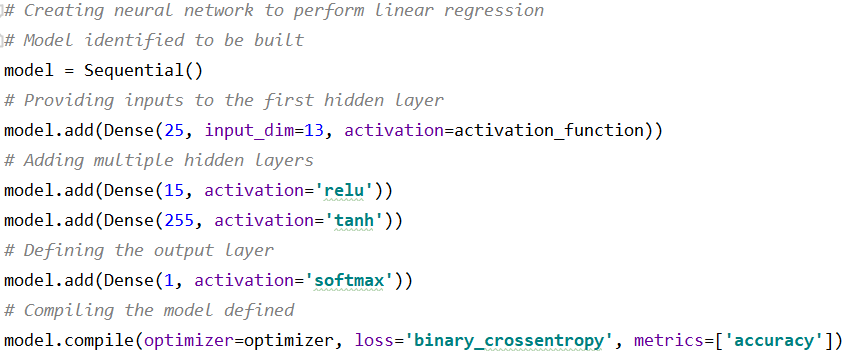 # Creating neural network to perform linear regression
# Model identified to be built
model = Sequential()
# Providing inputs to the first hidden layer
model.add(Dense(25, input_dim=13, activation=activation_function))
# Adding multiple hidden layers
model.add(Dense(15, activation='relu'))
model.add(Dense(255, activation='tanh'))
# Defining the output layer
model.add(Dense(1, activation='softmax'))
# Compiling the model defined
model.compile(optimizer=optimizer, loss='binary_crossentropy', metrics=['accuracy'])